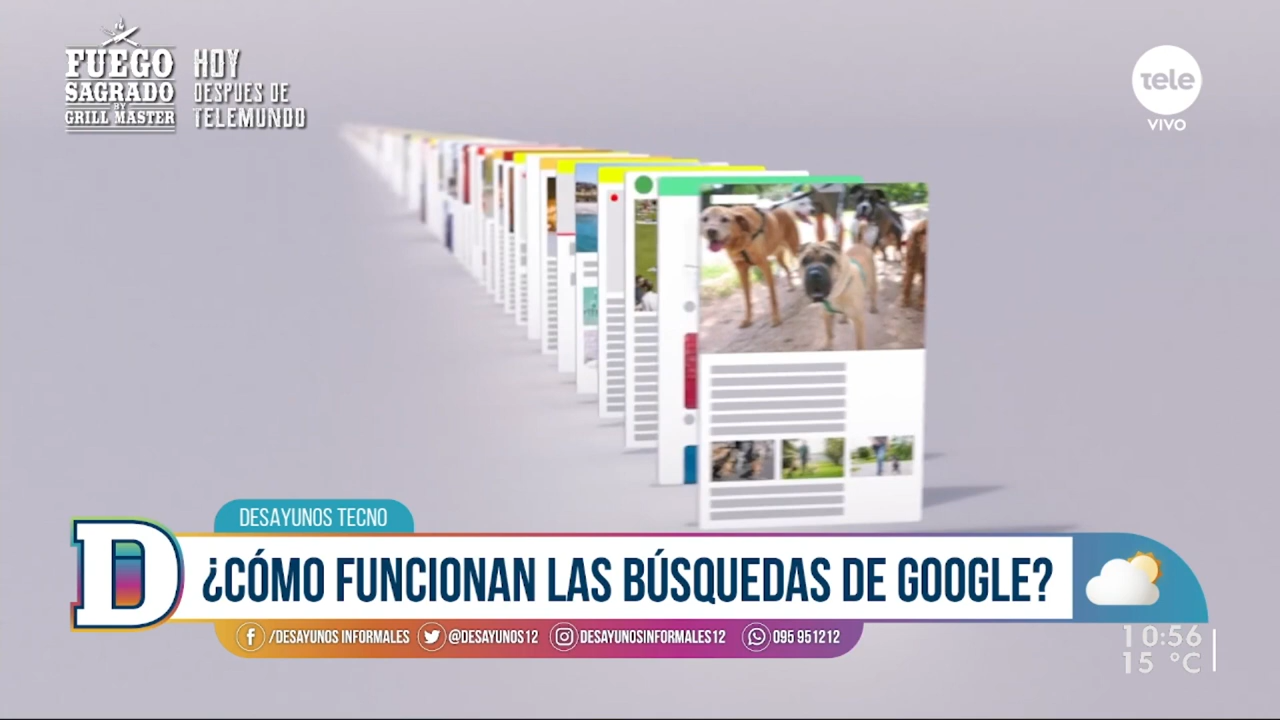 FUEGO
SAGRADO
BY
GRILL MASTER
HOY
DESPUES DE
TELEMUNDO
tele
VIVO
DESAYUNOS TECNO
D
¿CÓMO FUNCIONAN LAS BÚSQUEDAS DE GOOGLE?
/DESAYUNOS INFORMALES @DESAYUNOS12 DESAYUNOSINFORMALES12 095 951212
10:56
15 °C